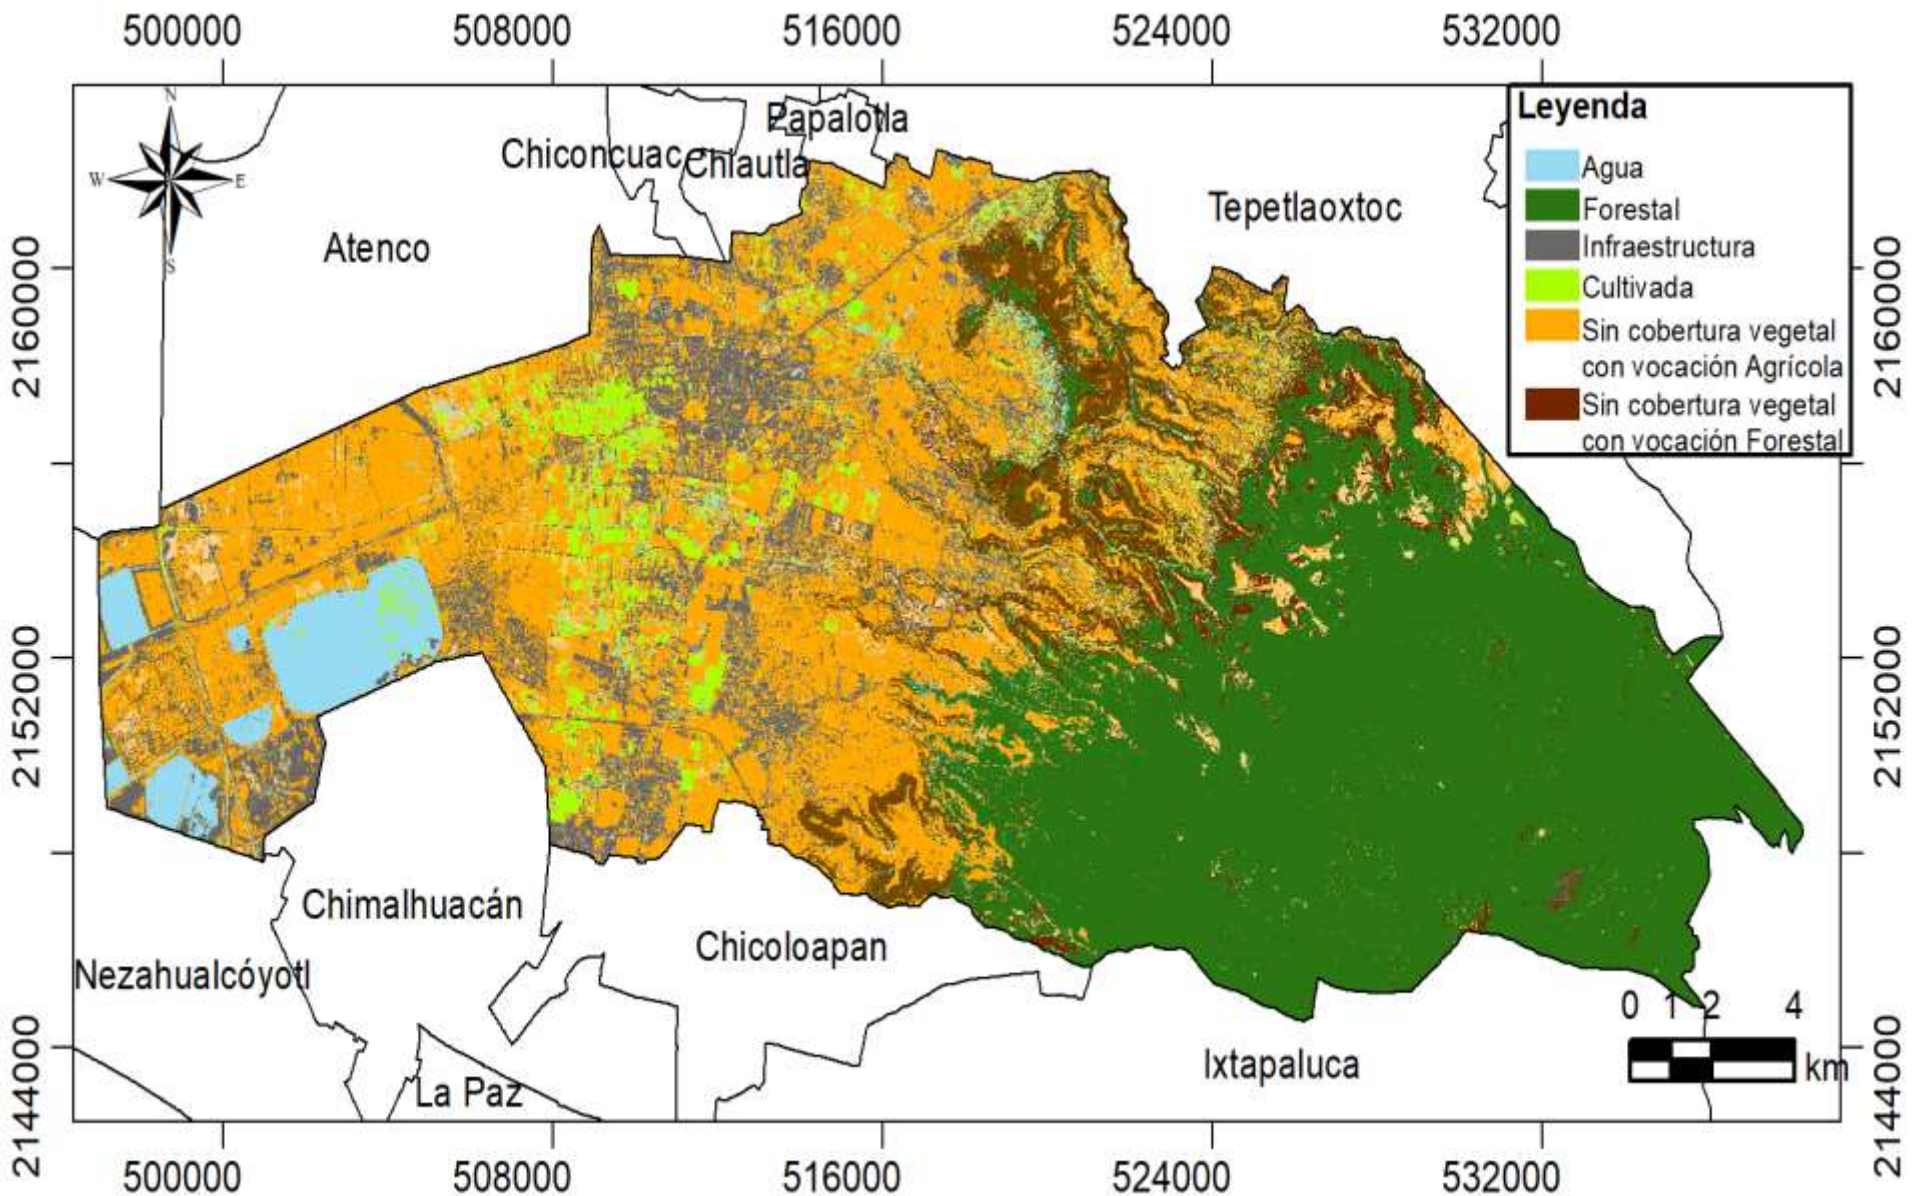 500000 508000 516000 524000 532000
N
W E
S
Papalotla
Chiconcuac
Chiautla
Tepetlaoxtoc
Atenco
Leyenda
Agua
Forestal
Infraestructura
Cultivada
Sin cobertura vegetal
con vocación Agrícola
Sin cobertura vegetal
con vocación Forestal
2160000
2160000
2152000
2152000
2144000
2144000
Chimalhuacán
Chicoloapan
Nezahualcóyotl
La Paz
Ixtapaluca
0 1 2 4
km
500000 508000 516000 524000 532000